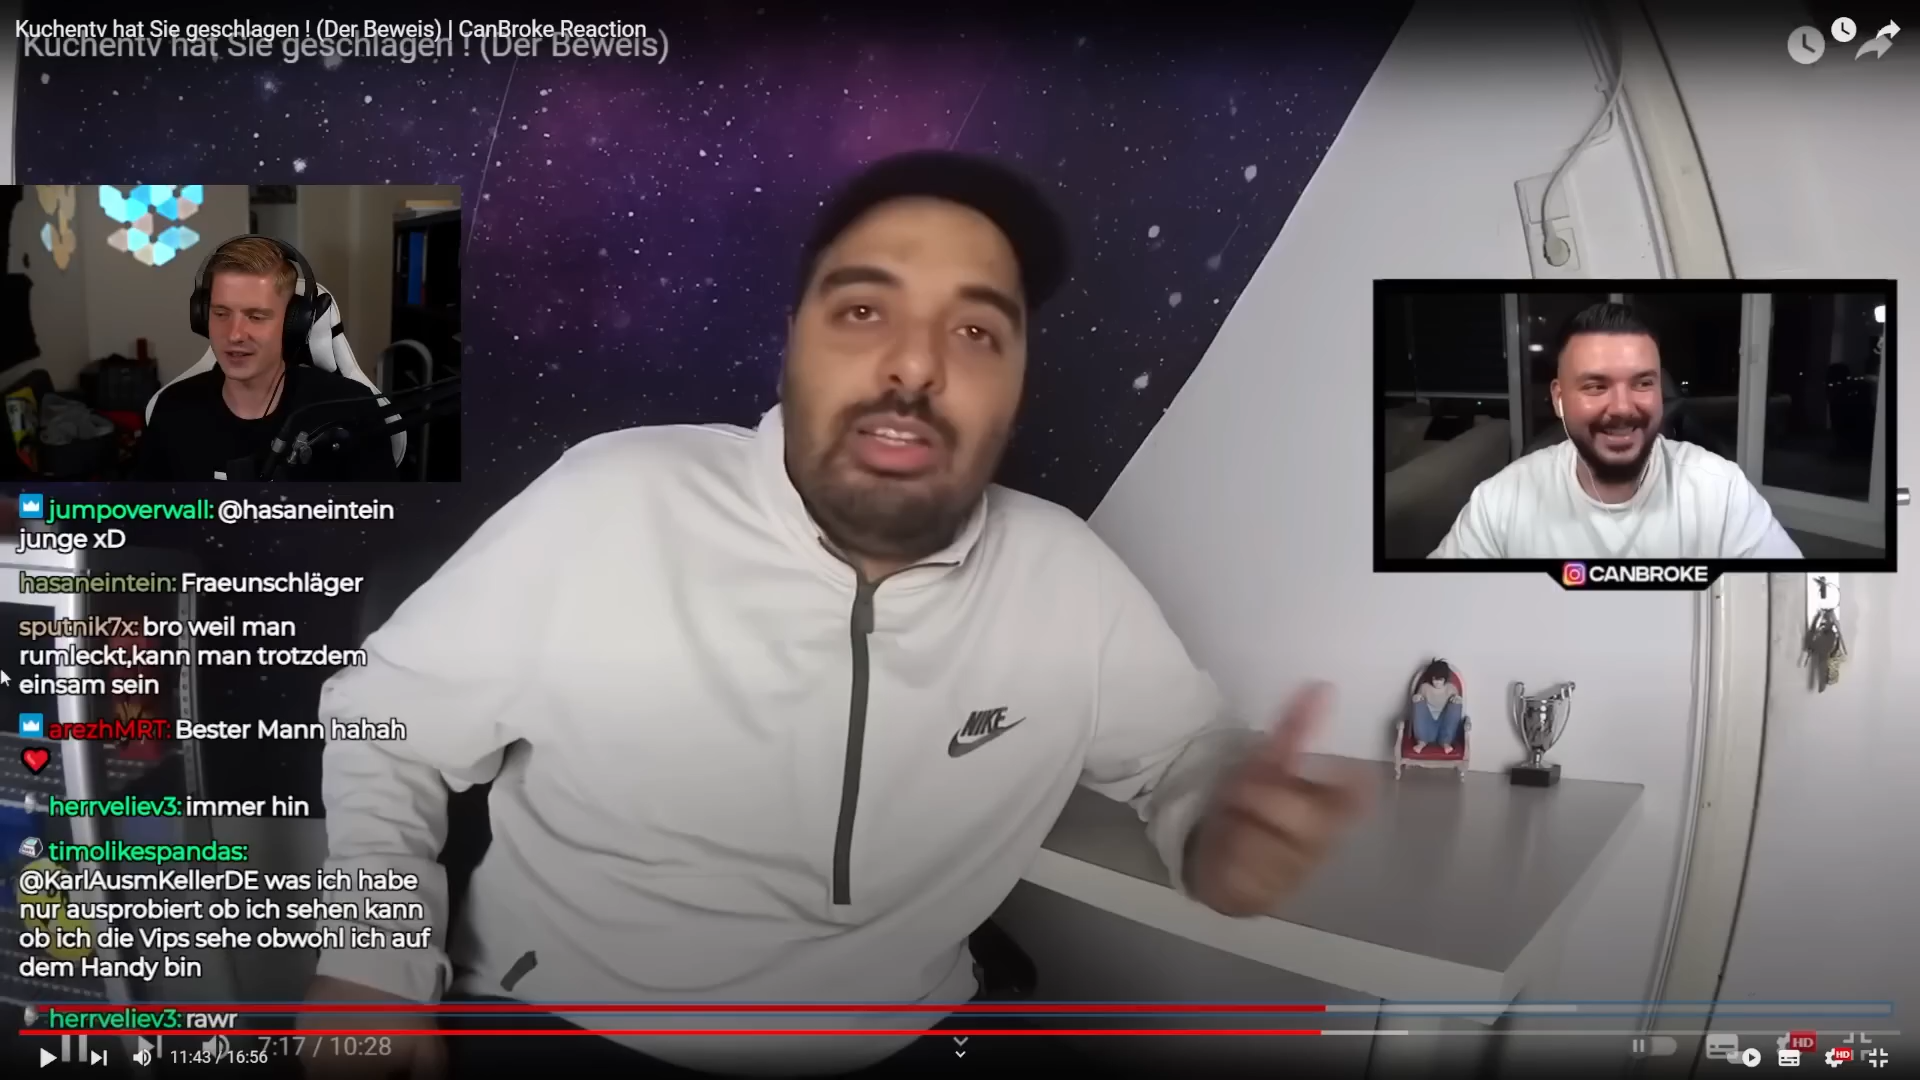 Kuchentv hat Sie geschlagen ! (Der Beweis) | CanBroke Reaction
Kuchentv hat Sie geschlagen ! (Der Beweis)
CANBROKE
jumpoverwall: @hasaneintein
junge xD
hasaneintein: Fraeunschläger
sputnik7x: bro weil man
rumleckt,kann man trotzdem
einsam sein
arezhMRT: Bester Mann hahah
herrveliev3: immer hin
timolikespandas:
@KarlAusmKellerDE was ich habe
nur ausprobiert ob ich sehen kann
ob ich die Vips sehe obwohl ich auf
dem Handy bin
herrveliev3: rawr
NIKE
7:17 / 10:28
HD
11:43 / 16:56
HD